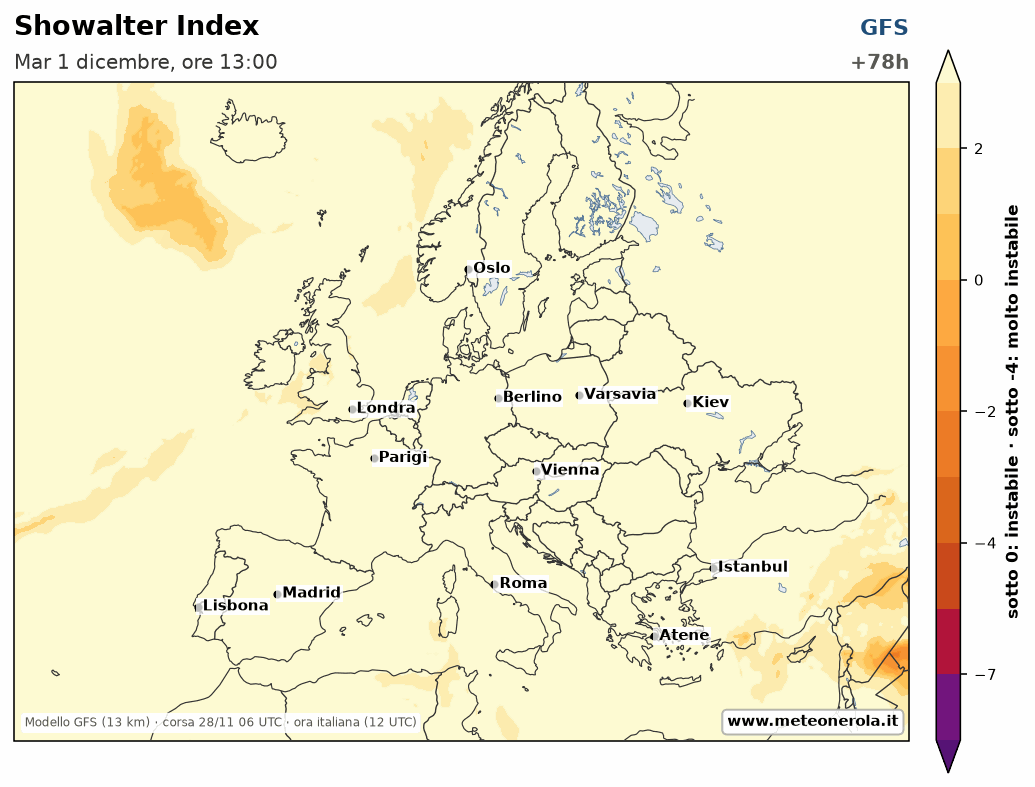 Showalter Index
GFS
Mar 1 dicembre, ore 13:00
+78h
Oslo
Berlino
Varsavia
Kiev
Londra
Parigi
Vienna
Istanbul
Roma
Madrid
Lisbona
Atene
Modello GFS (13 km) · corsa 28/11 06 UTC · ora italiana (12 UTC)
www.meteonerola.it
2
0
−2
−4
−7
sotto 0: instabile · sotto -4: molto instabile